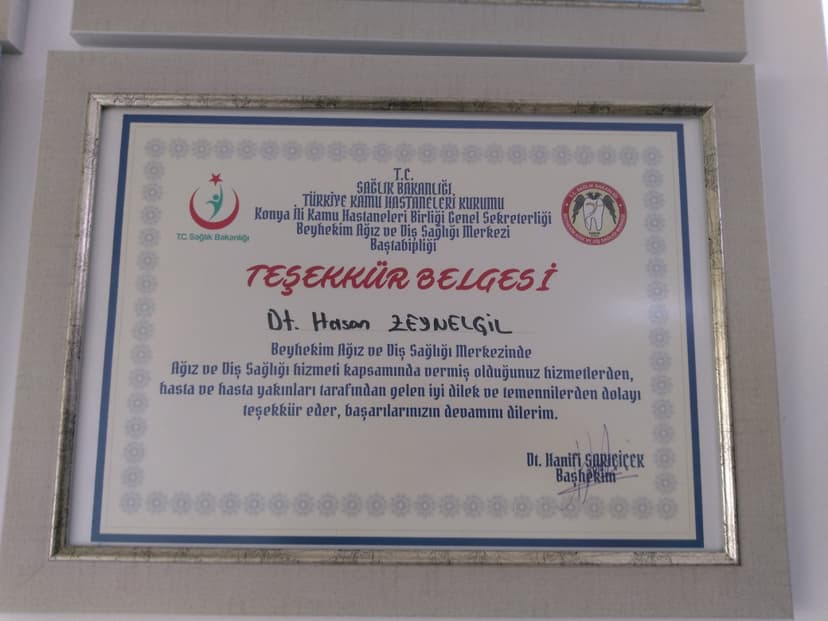 T.C.
SAĞLIK BAKANLIĞI
TÜRKİYE KAMU HASTANELERİ KURUMU
Konya İli Kamu Hastaneleri Birliği Genel Sekreterliği
Beyhekim Ağız ve Diş Sağlığı Merkezi
Baştabipliği
T.C. Sağlık Bakanlığı
TEŞEKKÜR BELGESİ
Dt. Hasan ZEYNELGİL
Beyhekim Ağız ve Diş Sağlığı Merkezinde
Ağız ve Diş Sağlığı hizmeti kapsamında vermiş olduğunuz hizmetlerden,
hasta ve hasta yakınları tarafından gelen iyi dilek ve temennilerden dolayı
teşekkür eder, başarılarınızın devamını dilerim.
Dt. Hanifi SARIÇİÇEK
Başhekim